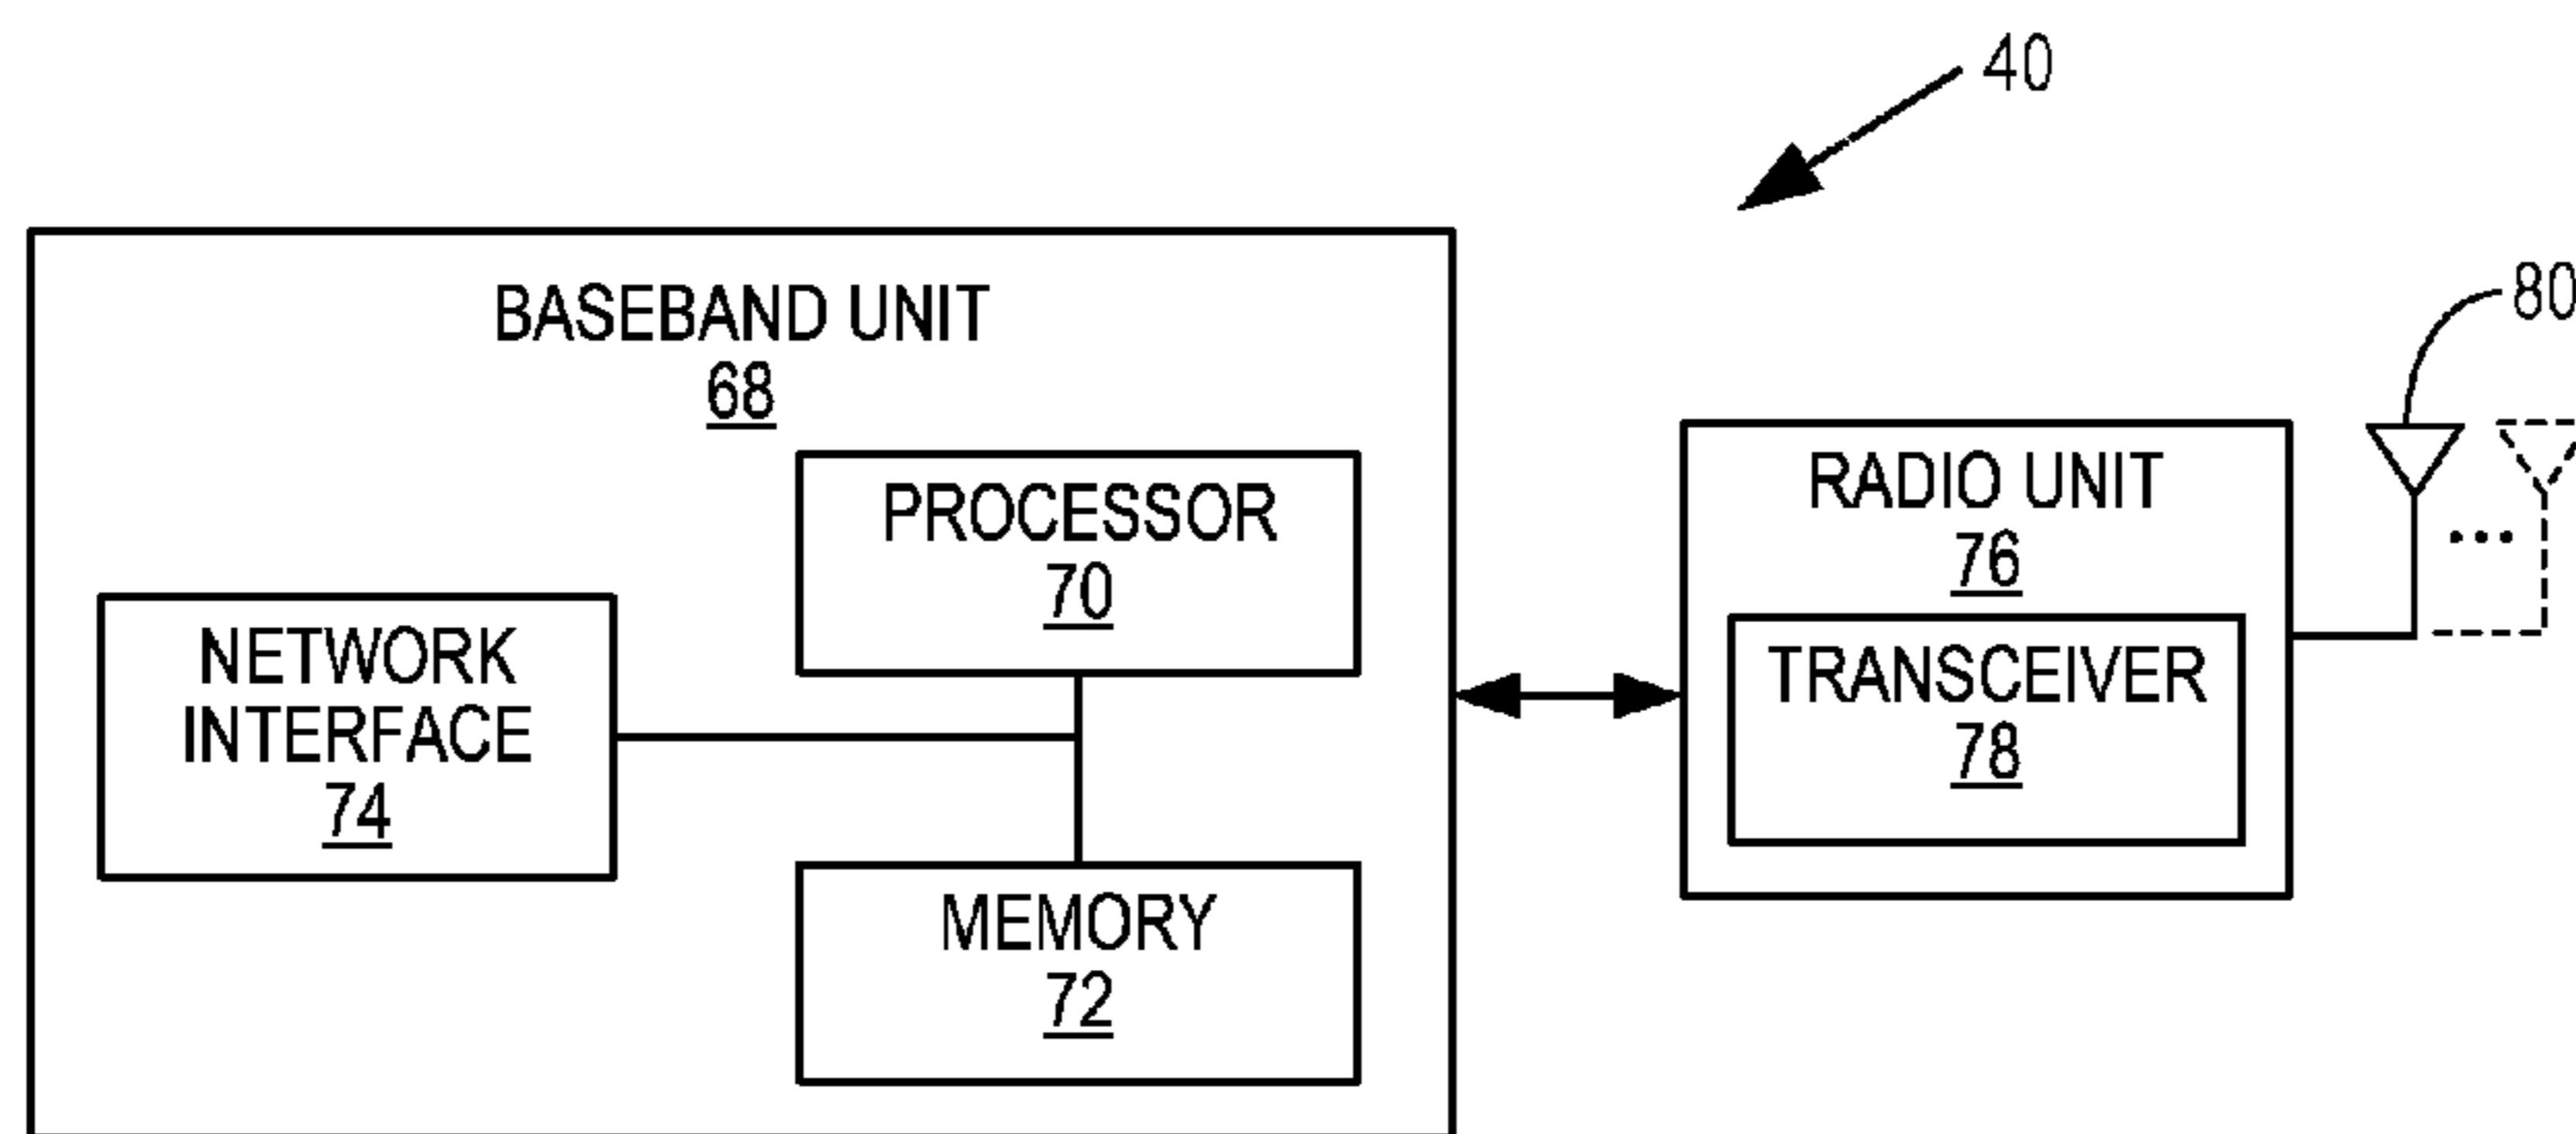 40
80
BASEBAND UNIT
68
PROCESSOR
70
NETWORK
INTERFACE
74
MEMORY
72
RADIO UNIT
76
TRANSCEIVER
78